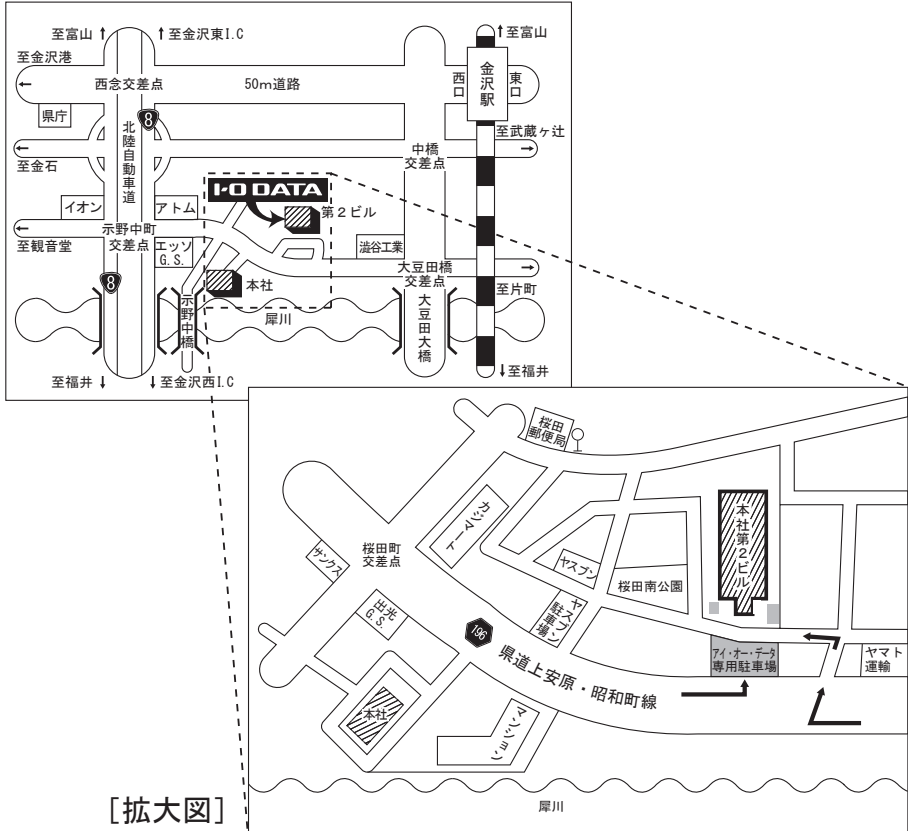 至富山
至金沢東I.C
至富山
至金沢港
西念交差点
50m道路
西口
金沢駅
東口
県庁
8
北陸自動車道
至武蔵ヶ辻
至金石
中橋
交差点
I-O DATA
イオン
アトム
第2ビル
示野中町
交差点
至観音堂
エッソ
G.S.
澁谷工業
大豆田橋
交差点
8
本社
至片町
示野中橋
犀川
大豆田大橋
至福井
至金沢西I.C
至福井
桜田
郵便局
カジマート
本社第2ビル
サンクス
桜田町
交差点
ヤスブン
桜田南公園
出光
G.S.
ヤスブン
駐車場
196
県道上安原・昭和町線
アイ・オー・データ
専用駐車場
ヤマト
運輸
本社
マンション
犀川
[拡大図]